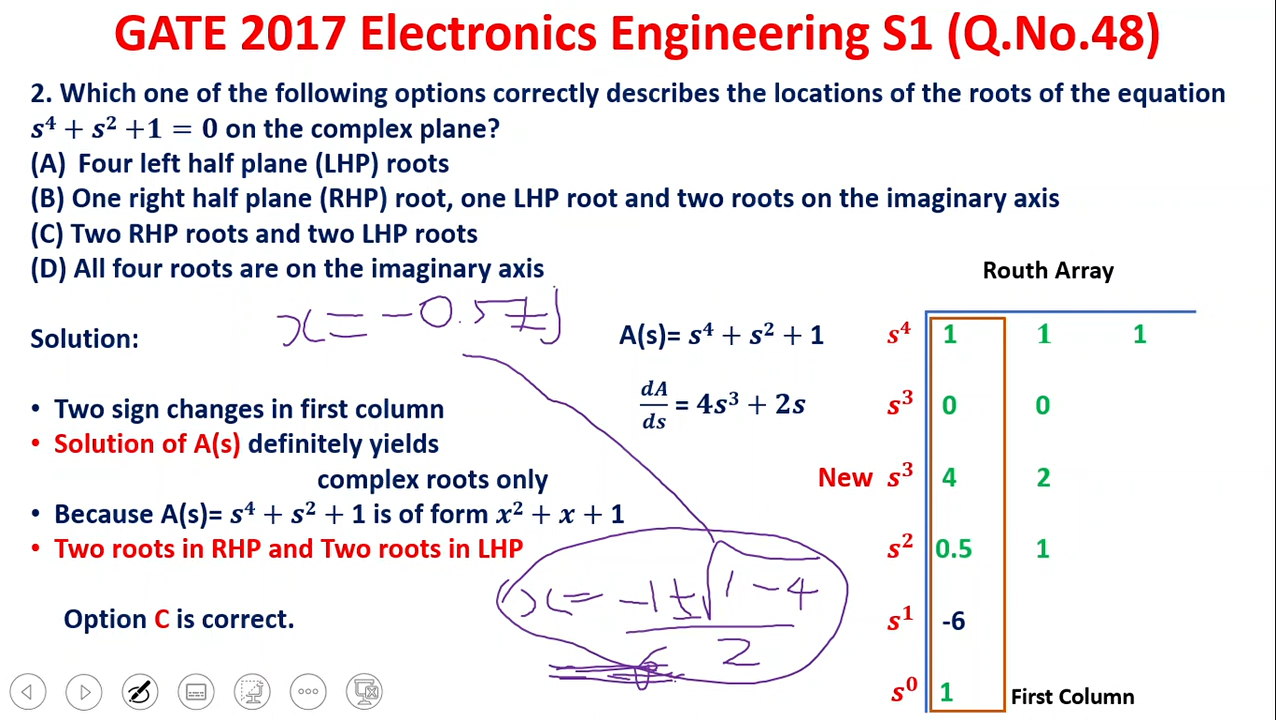 GATE 2017 Electronics Engineering S1 (Q.No.48)
2. Which one of the following options correctly describes the locations of the roots of the equation
s⁴ + s² +1 = 0 on the complex plane?
(A) Four left half plane (LHP) roots
(B) One right half plane (RHP) root, one LHP root and two roots on the imaginary axis
(C) Two RHP roots and two LHP roots
(D) All four roots are on the imaginary axis
Solution:
x = -0.5±j
• Two sign changes in first column
• Solution of A(s) definitely yields
complex roots only
• Because A(s)= s⁴ + s² + 1 is of form x² + x + 1
• Two roots in RHP and Two roots in LHP
Option C is correct.
x = -1 ± √1-4
2
A(s)= s⁴ + s² + 1
dA/ds = 4s³ + 2s
Routh Array
s⁴ 1 1 1
s³ 0 0
New s³ 4 2
s² 0.5 1
s¹ -6
s⁰ 1
First Column